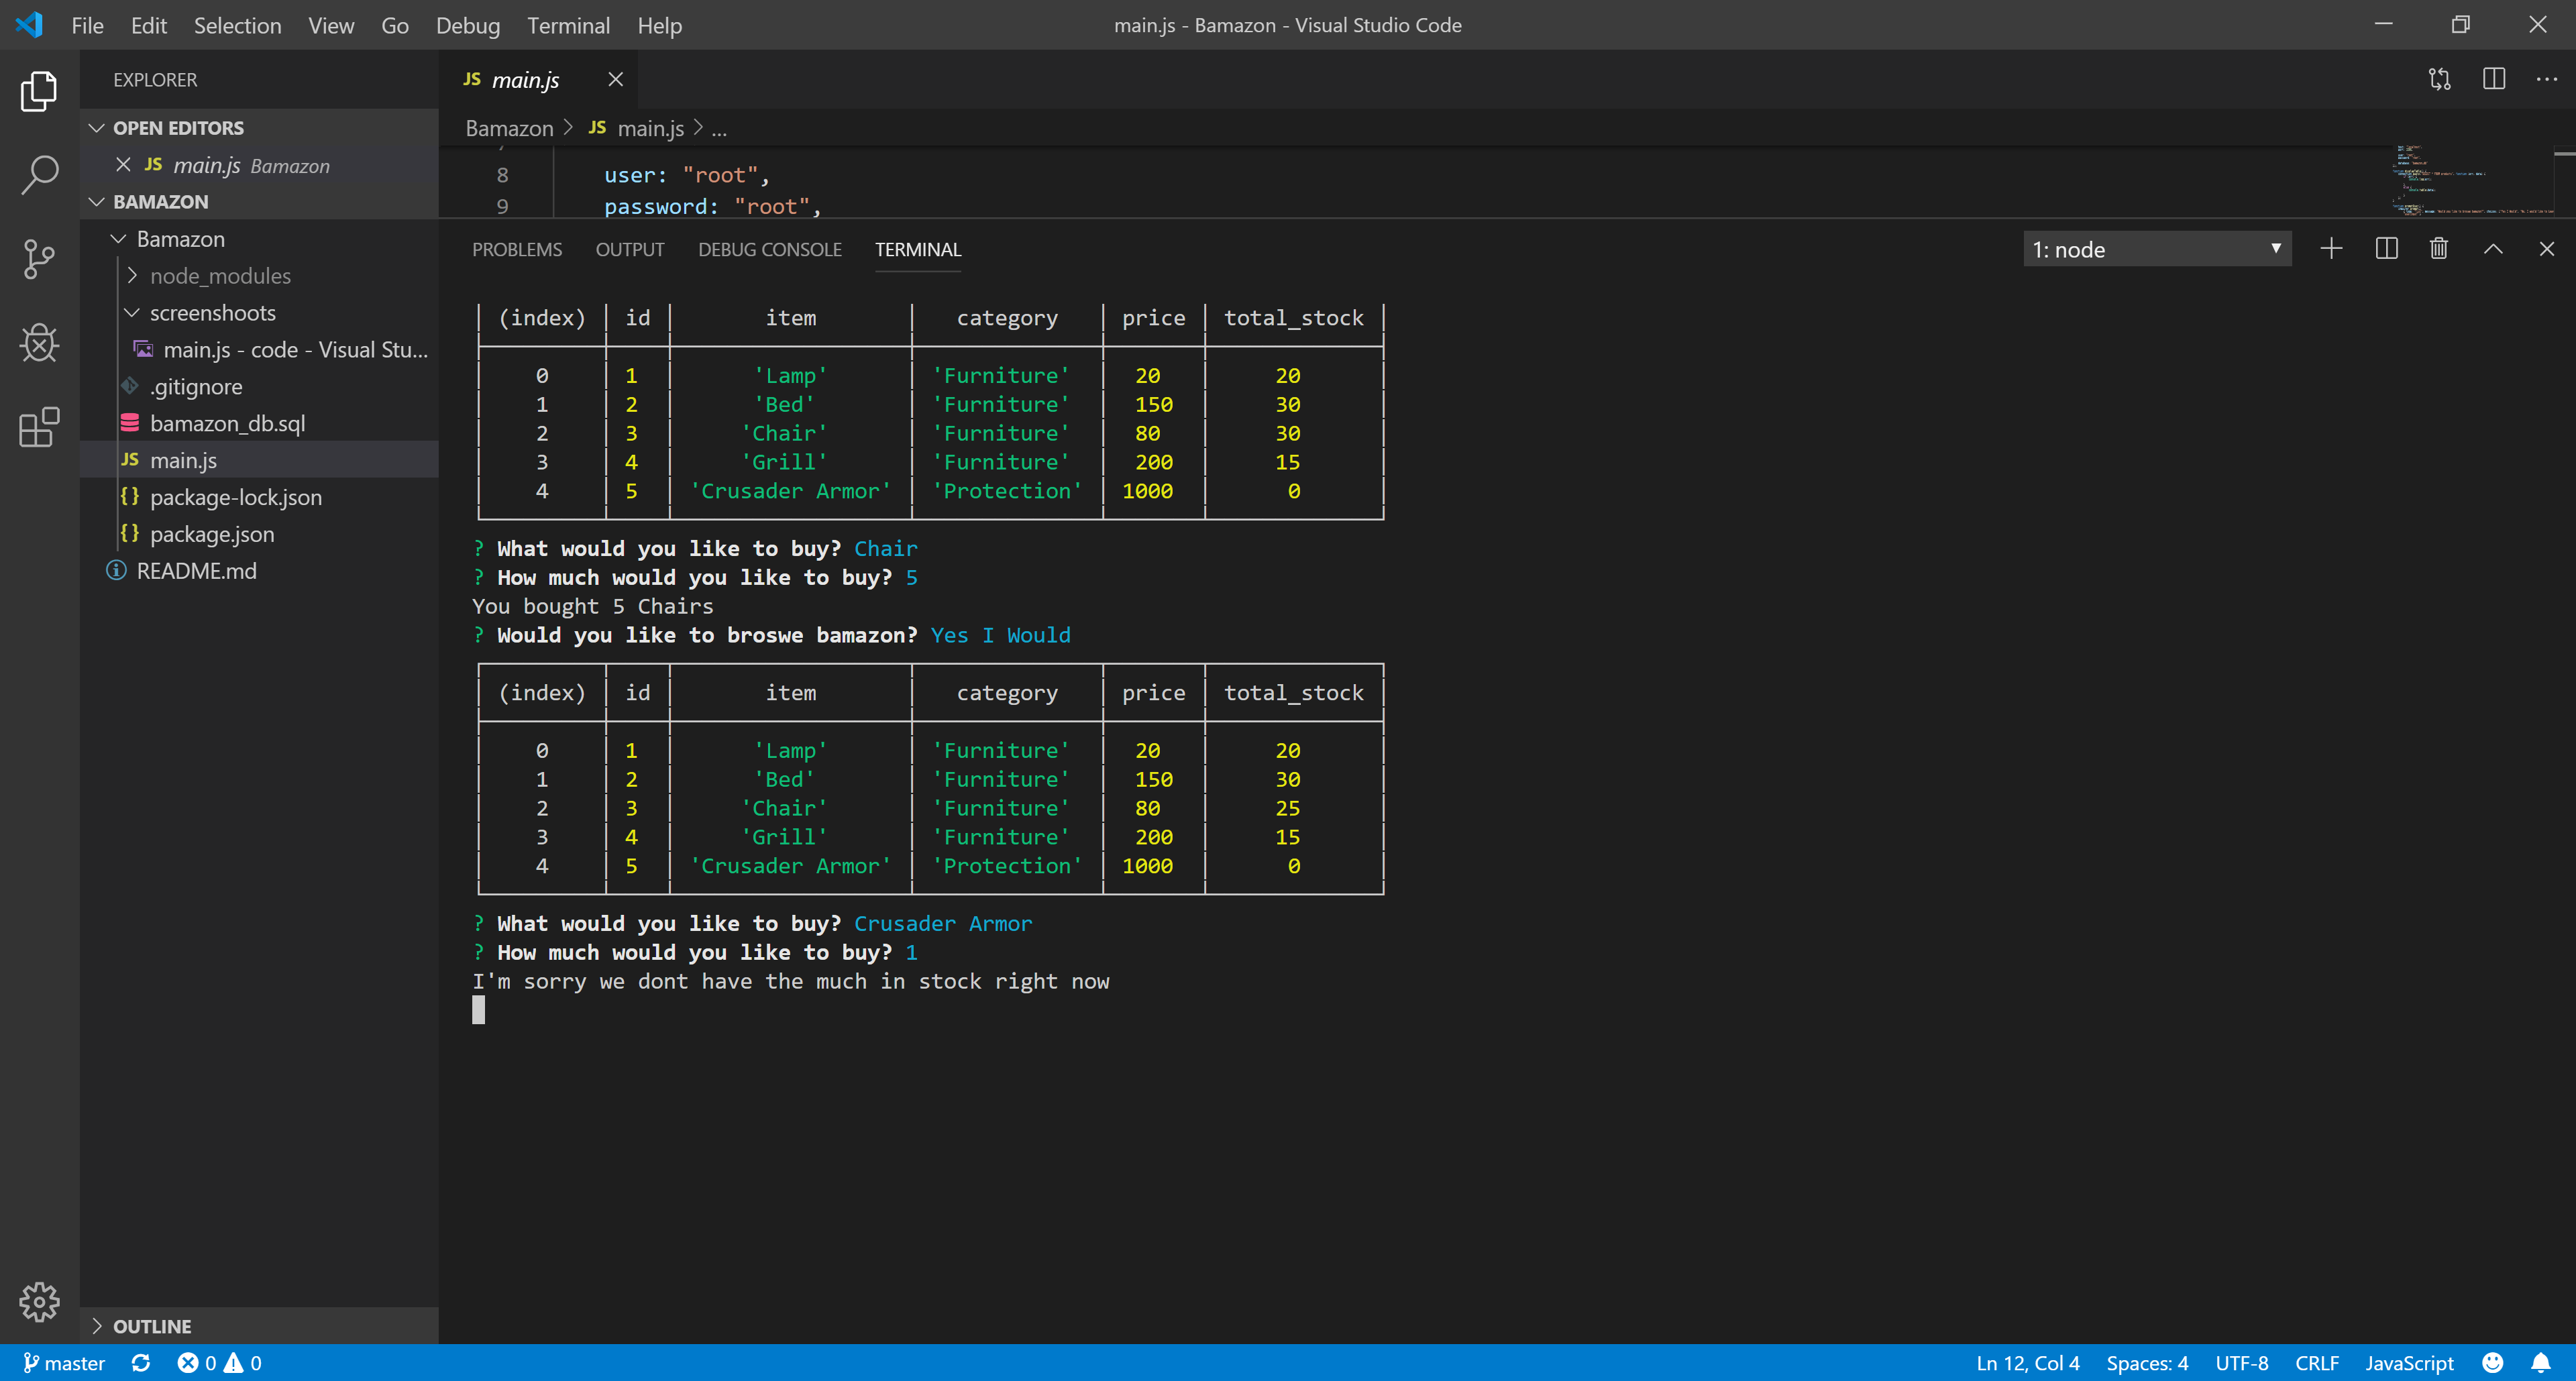 File Edit Selection View Go Debug Terminal Help
main.js - Bamazon - Visual Studio Code
EXPLORER
OPEN EDITORS
JS main.js Bamazon
BAMAZON
Bamazon
node_modules
screenshoots
main.js - code - Visual Stu...
.gitignore
bamazon_db.sql
JS main.js
{} package-lock.json
{} package.json
README.md
OUTLINE
JS main.js
Bamazon > JS main.js > ...
8 user: "root",
9 password: "root",
PROBLEMS OUTPUT DEBUG CONSOLE TERMINAL
1: node
(index) id item category price total_stock
0 1 'Lamp' 'Furniture' 20 20
1 2 'Bed' 'Furniture' 150 30
2 3 'Chair' 'Furniture' 80 30
3 4 'Grill' 'Furniture' 200 15
4 5 'Crusader Armor' 'Protection' 1000 0
? What would you like to buy? Chair
? How much would you like to buy? 5
You bought 5 Chairs
? Would you like to broswe bamazon? Yes I Would
(index) id item category price total_stock
0 1 'Lamp' 'Furniture' 20 20
1 2 'Bed' 'Furniture' 150 30
2 3 'Chair' 'Furniture' 80 25
3 4 'Grill' 'Furniture' 200 15
4 5 'Crusader Armor' 'Protection' 1000 0
? What would you like to buy? Crusader Armor
? How much would you like to buy? 1
I'm sorry we dont have the much in stock right now
master 0 0
Ln 12, Col 4 Spaces: 4 UTF-8 CRLF JavaScript